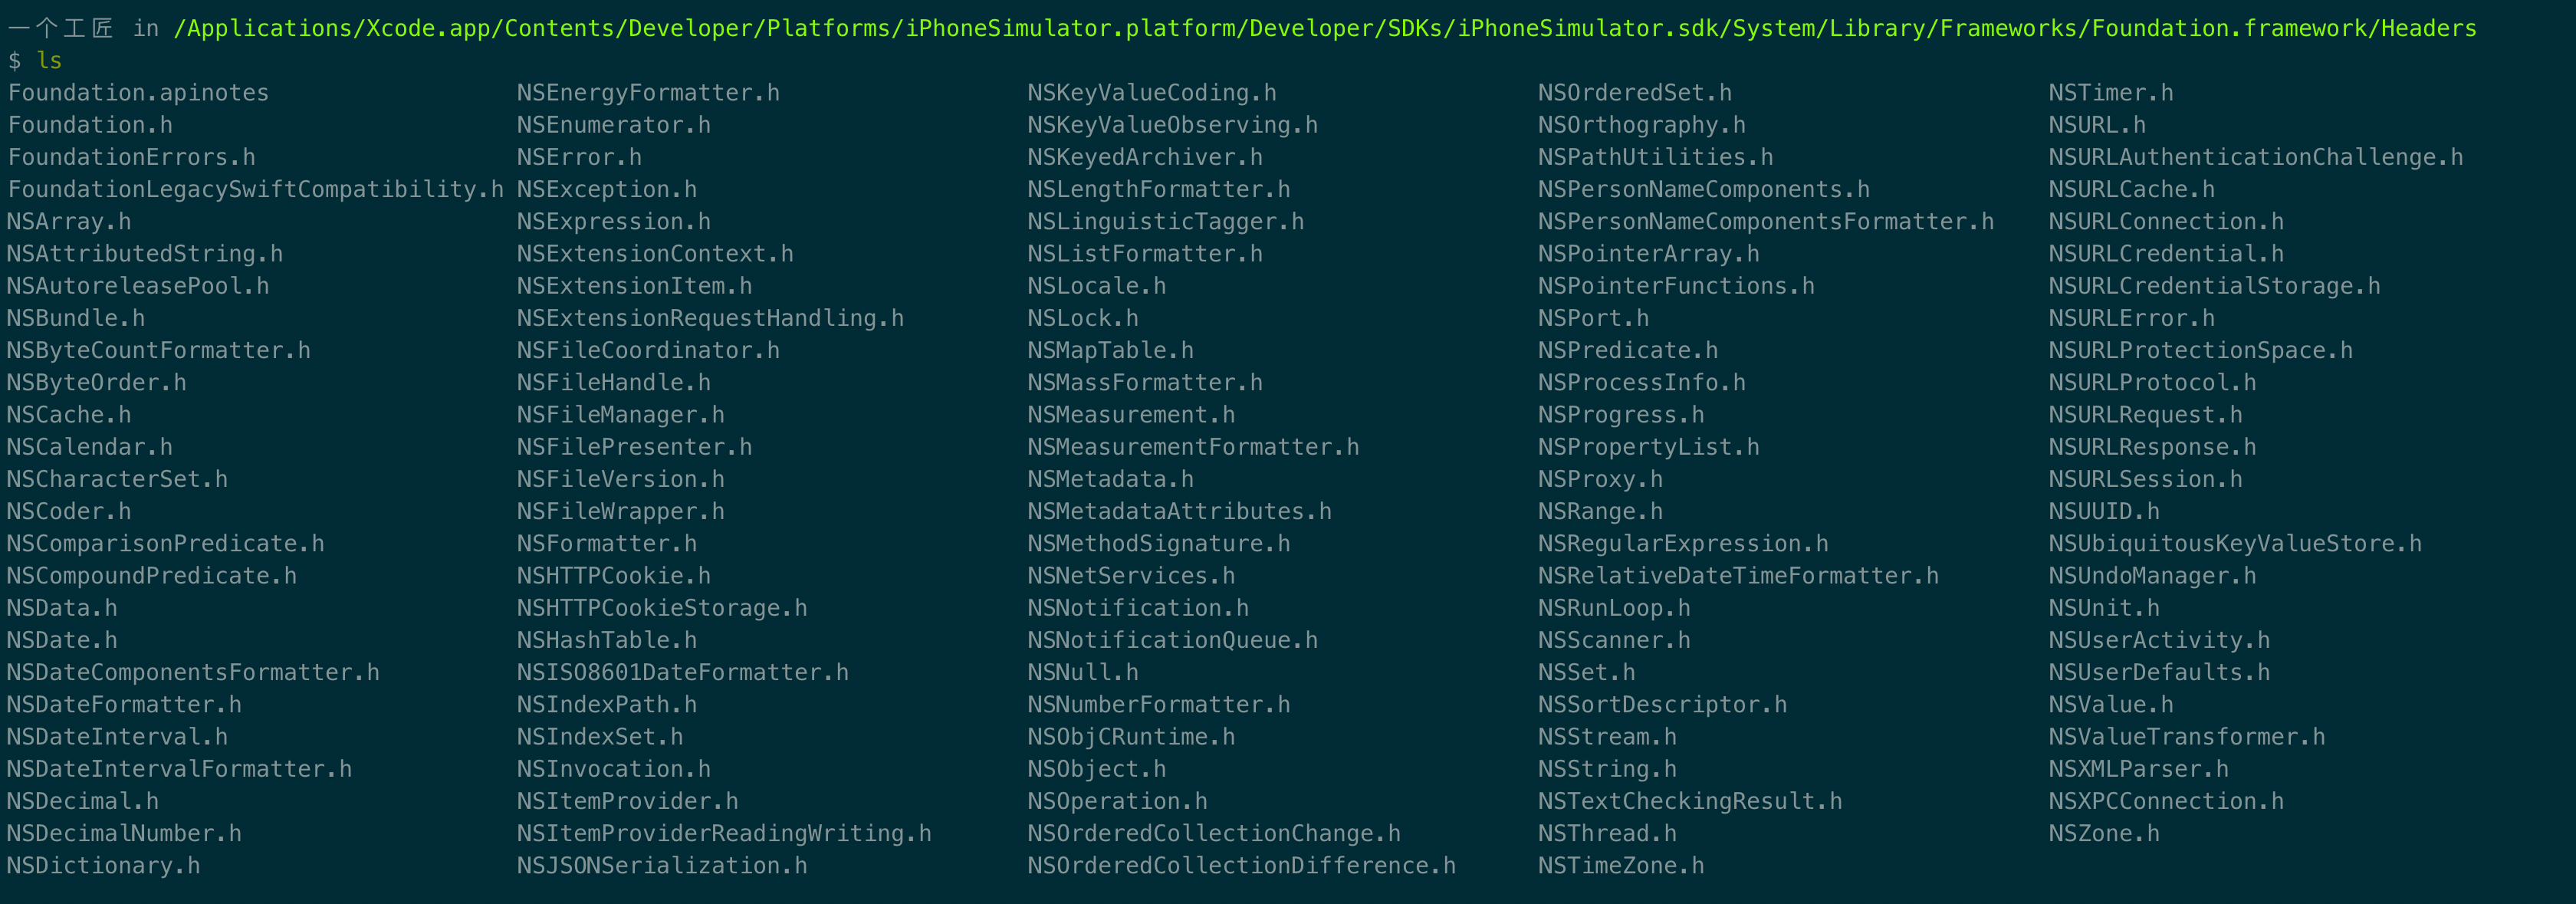 一个工匠 in /Applications/Xcode.app/Contents/Developer/Platforms/iPhoneSimulator.platform/Developer/SDKs/iPhoneSimulator.sdk/System/Library/Frameworks/Foundation.framework/Headers
$ ls
Foundation.apinotes NSEnergyFormatter.h NSKeyValueCoding.h NSOrderedSet.h NSTimer.h
Foundation.h NSEnumerator.h NSKeyValueObserving.h NSOrthography.h NSURL.h
FoundationErrors.h NSError.h NSKeyedArchiver.h NSPathUtilities.h NSURLAuthenticationChallenge.h
FoundationLegacySwiftCompatibility.h NSException.h NSLengthFormatter.h NSPersonNameComponents.h NSURLCache.h
NSArray.h NSExpression.h NSLinguisticTagger.h NSPersonNameComponentsFormatter.h NSURLConnection.h
NSAttributedString.h NSExtensionContext.h NSListFormatter.h NSPointerArray.h NSURLCredential.h
NSAutoreleasePool.h NSExtensionItem.h NSLocale.h NSPointerFunctions.h NSURLCredentialStorage.h
NSBundle.h NSExtensionRequestHandling.h NSLock.h NSPort.h NSURLError.h
NSByteCountFormatter.h NSFileCoordinator.h NSMapTable.h NSPredicate.h NSURLProtectionSpace.h
NSByteOrder.h NSFileHandle.h NSMassFormatter.h NSProcessInfo.h NSURLProtocol.h
NSCache.h NSFileManager.h NSMeasurement.h NSProgress.h NSURLRequest.h
NSCalendar.h NSFilePresenter.h NSMeasurementFormatter.h NSPropertyList.h NSURLResponse.h
NSCharacterSet.h NSFileVersion.h NSMetadata.h NSProxy.h NSURLSession.h
NSCoder.h NSFileWrapper.h NSMetadataAttributes.h NSRange.h NSUUID.h
NSComparisonPredicate.h NSFormatter.h NSMethodSignature.h NSRegularExpression.h NSUbiquitousKeyValueStore.h
NSCompoundPredicate.h NSHTTPCookie.h NSNetServices.h NSRelativeDateTimeFormatter.h NSUndoManager.h
NSData.h NSHTTPCookieStorage.h NSNotification.h NSRunLoop.h NSUnit.h
NSDate.h NSHashTable.h NSNotificationQueue.h NSScanner.h NSUserActivity.h
NSDateComponentsFormatter.h NSISO8601DateFormatter.h NSNull.h NSSet.h NSUserDefaults.h
NSDateFormatter.h NSIndexPath.h NSNumberFormatter.h NSSortDescriptor.h NSValue.h
NSDateInterval.h NSIndexSet.h NSObjCRuntime.h NSStream.h NSValueTransformer.h
NSDateIntervalFormatter.h NSInvocation.h NSObject.h NSString.h NSXMLParser.h
NSDecimal.h NSItemProvider.h NSOperation.h NSTextCheckingResult.h NSXPCConnection.h
NSDecimalNumber.h NSItemProviderReadingWriting.h NSOrderedCollectionChange.h NSThread.h NSZone.h
NSDictionary.h NSJSONSerialization.h NSOrderedCollectionDifference.h NSTimeZone.h